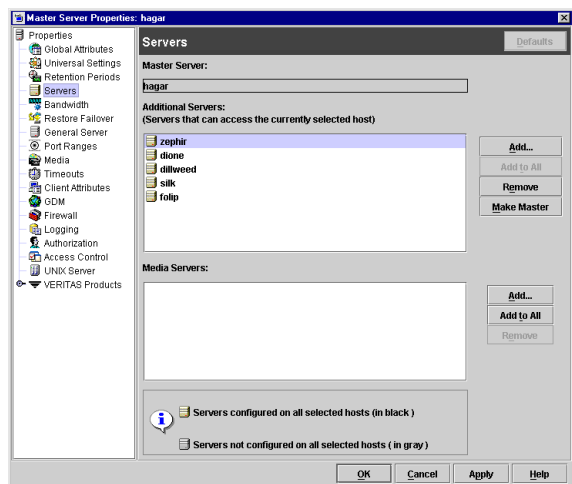 Master Server Properties: hagar
Properties
Global Attributes
Universal Settings
Retention Periods
Servers
Bandwidth
Restore Failover
General Server
Port Ranges
Media
Timeouts
Client Attributes
GDM
Firewall
Logging
Authorization
Access Control
UNIX Server
VERITAS Products
Servers
Defaults
Master Server:
hagar
Additional Servers:
(Servers that can access the currently selected host)
zephir
dione
dillweed
silk
folip
Add...
Add to All
Remove
Make Master
Media Servers:
Add...
Add to All
Remove
Servers configured on all selected hosts (in black )
Servers not configured on all selected hosts ( in gray )
OK
Cancel
Apply
Help